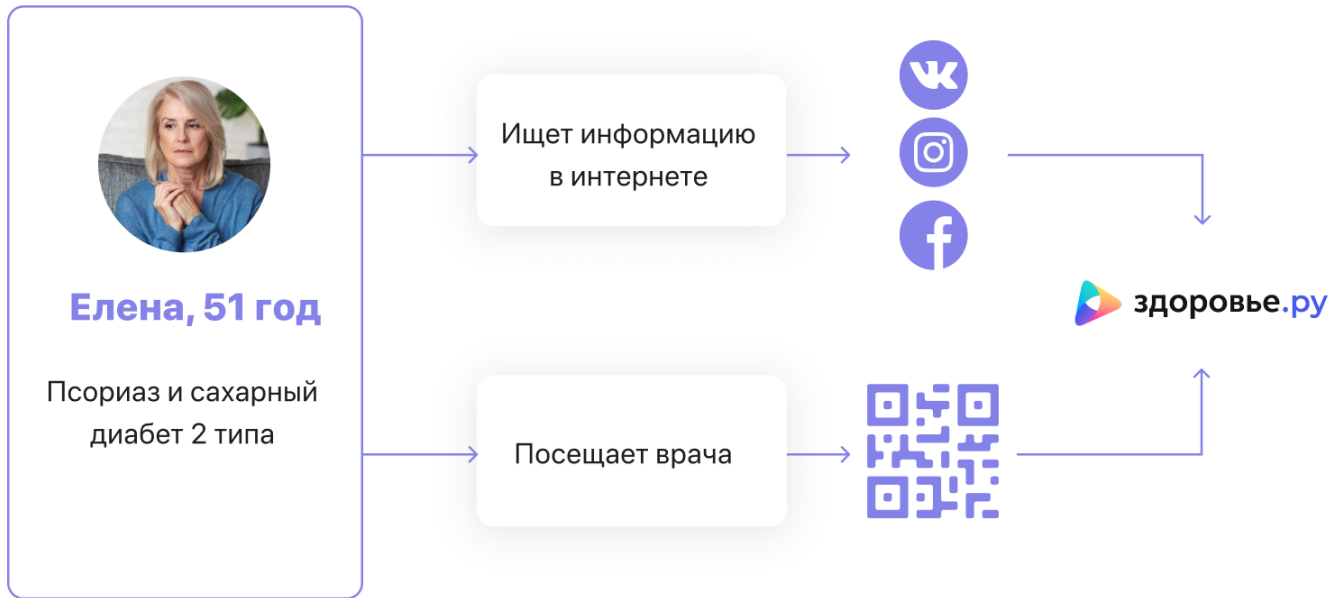 Елена, 51 год
Псориаз и сахарный
диабет 2 типа
Ищет информацию
в интернете
Посещает врача
здоровье.ру